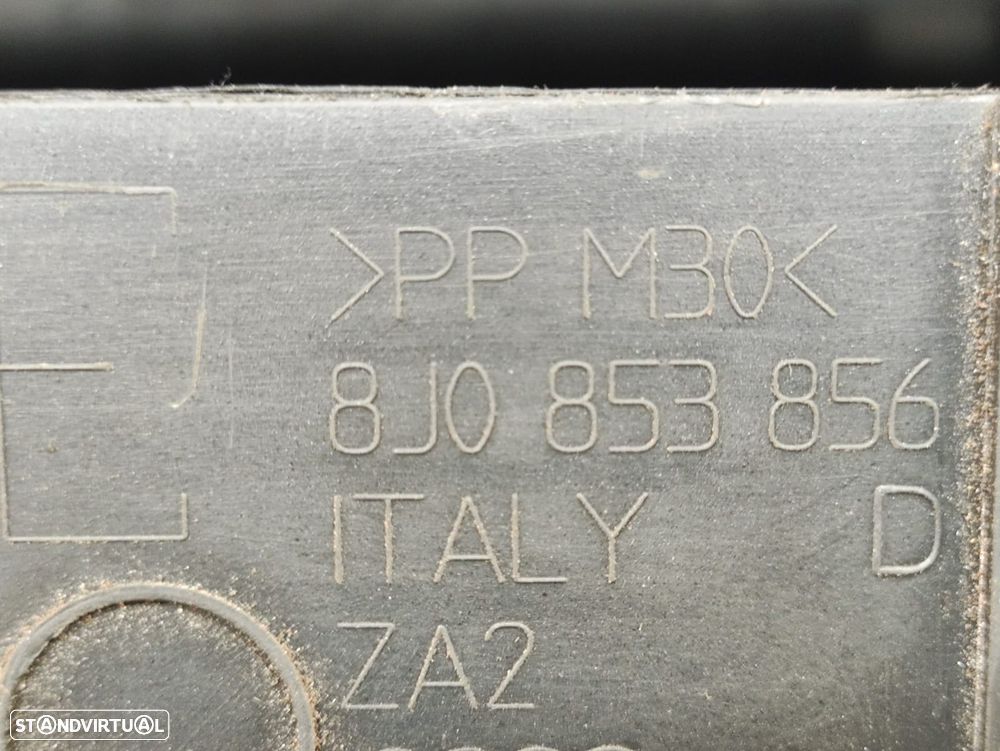 >PP M30<
8J0 853 856
ITALY D
ZA2
STANDVIRTUAL